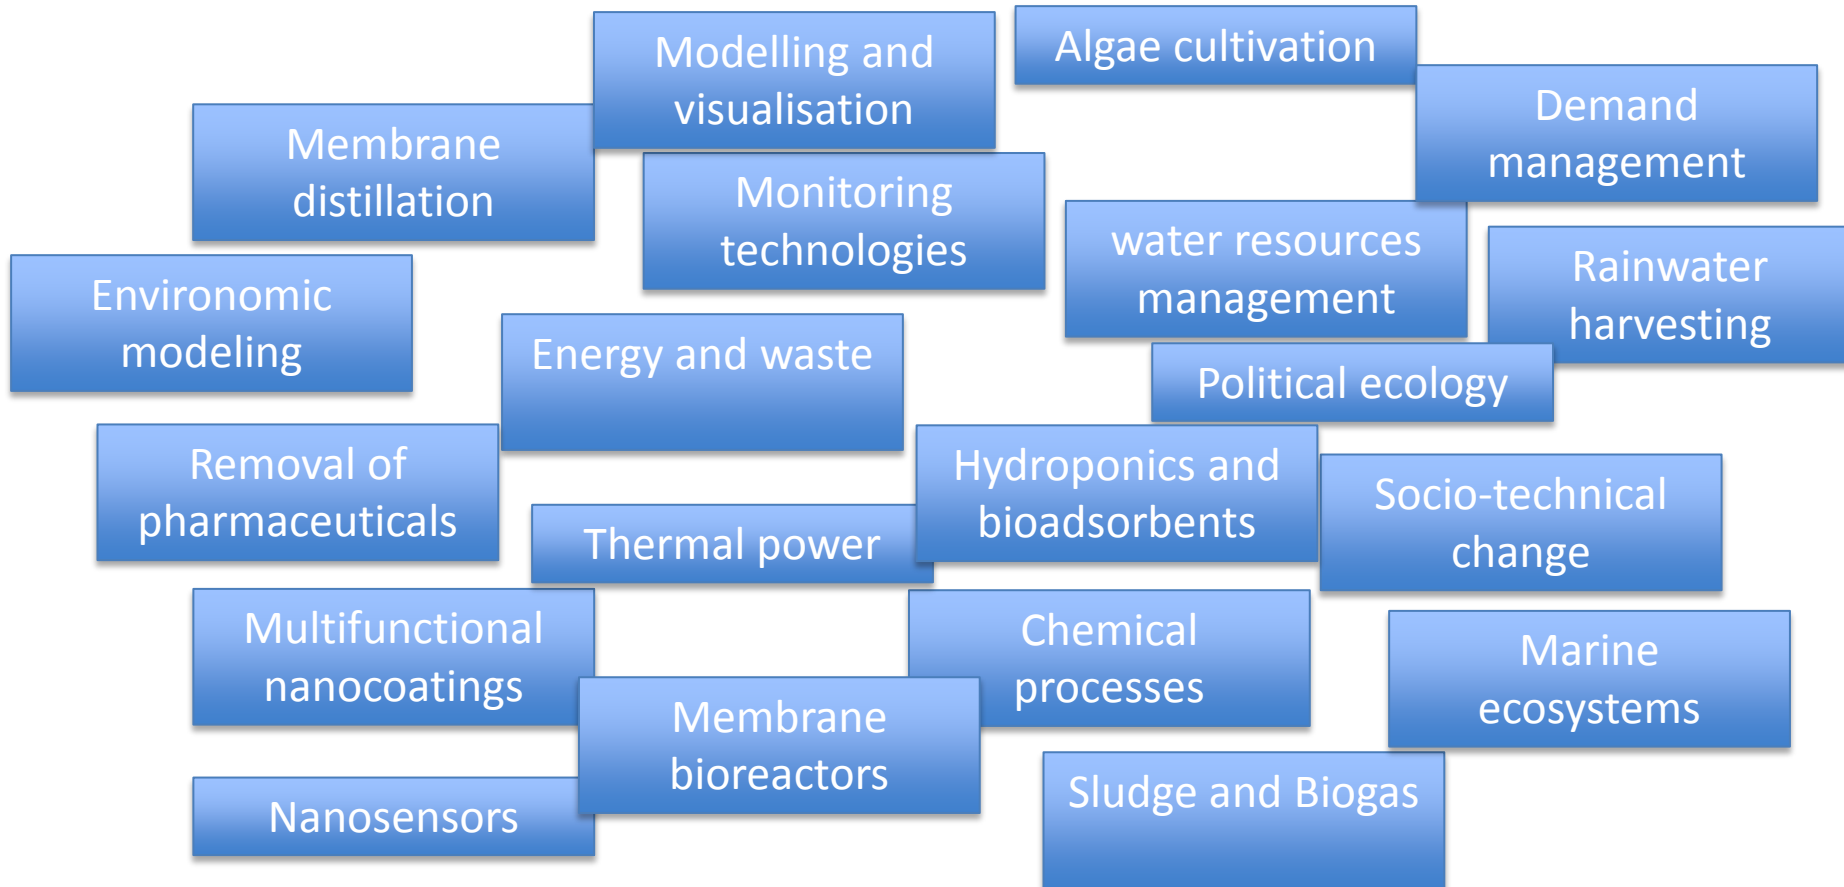 Modelling and
visualisation
Algae cultivation
Demand
management
Membrane
distillation
Monitoring
technologies
water resources
management
Rainwater
harvesting
Environomic
modeling
Energy and waste
Political ecology
Removal of
pharmaceuticals
Hydroponics and
bioadsorbents
Socio-technical
change
Thermal power
Multifunctional
nanocoatings
Chemical
processes
Marine
ecosystems
Membrane
bioreactors
Sludge and Biogas
Nanosensors